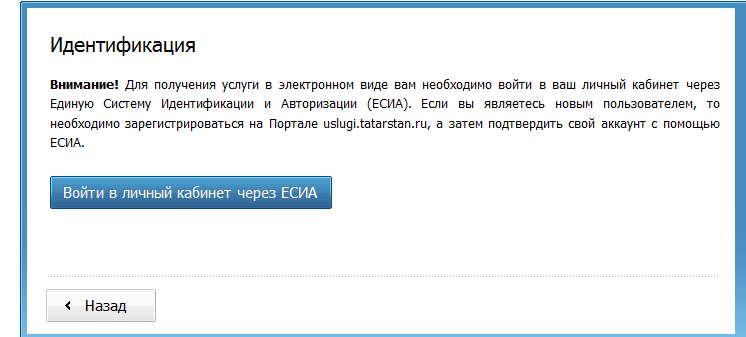 Идентификация
Внимание! Для получения услуги в электронном виде вам необходимо войти в ваш личный кабинет через
Единую Систему Идентификации и Авторизации (ЕСИА). Если вы являетесь новым пользователем, то
необходимо зарегистрироваться на Портале uslugi.tatarstan.ru, а затем подтвердить свой аккаунт с помощью
ЕСИА.
Войти в личный кабинет через ЕСИА
Назад